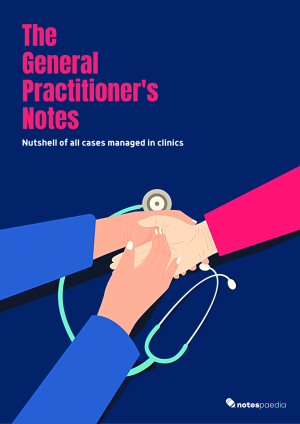 The
General
Practitioner's
Notes
Nutshell of all cases managed in clinics
notespaedia